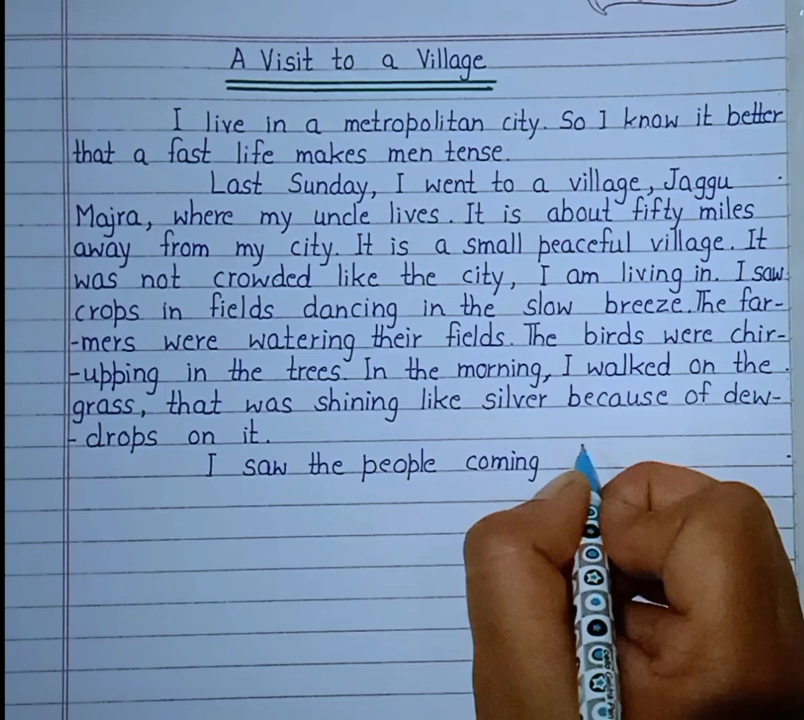 A Visit to a Village
I live in a metropolitan city. So I know it better
that a fast life makes men tense.
Last Sunday, I went to a village, Jaggu
Majra, where my uncle lives. It is about fifty miles
away from my city. It is a small peaceful village. It
was not crowded like the city, I am living in. I saw
crops in fields dancing in the slow breeze. The far-
-mers were watering their fields. The birds were chir-
-upping in the trees. In the morning, I walked on the
grass, that was shining like silver because of dew-
- drops on it.
I saw the people coming